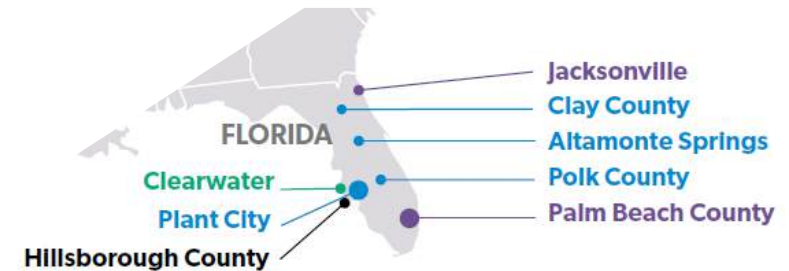 Jacksonville
Clay County
FLORIDA
Altamonte Springs
Clearwater
Polk County
Plant City
Palm Beach County
Hillsborough County